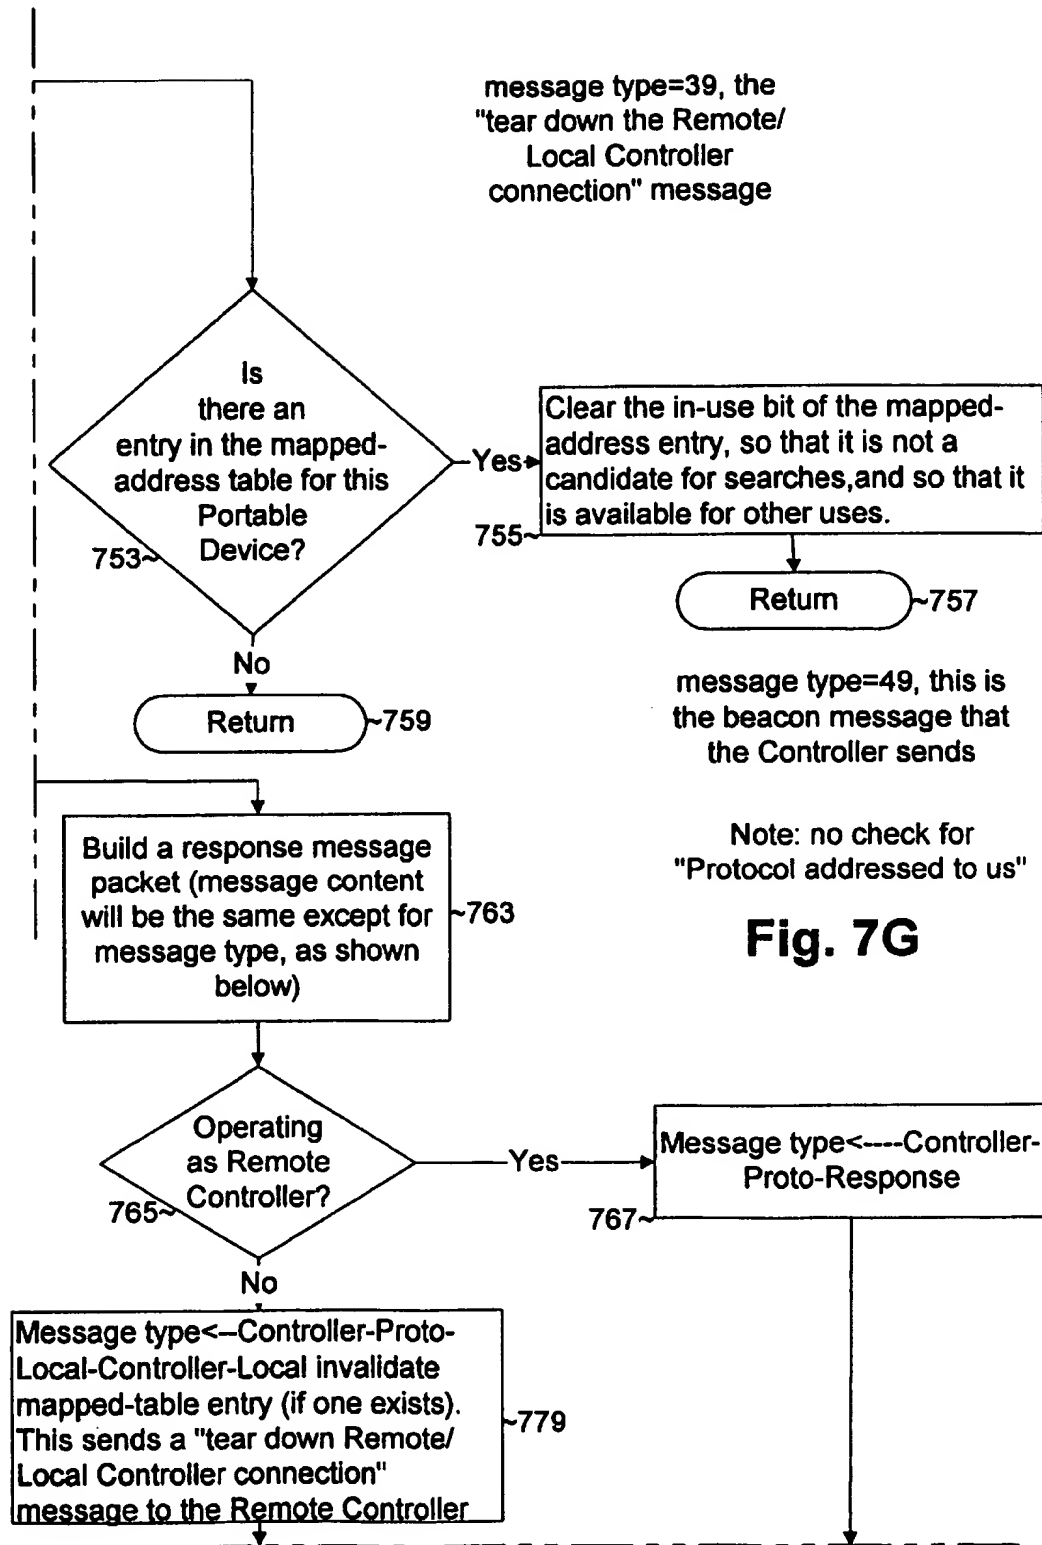 message type=39, the
"tear down the Remote/
Local Controller
connection" message
Is
there an
entry in the mapped-
address table for this
Portable
Device?
753~
Yes
Clear the in-use bit of the mapped-
address entry, so that it is not a
candidate for searches,and so that it
is available for other uses.
755~
Return
~757
No
Return
~759
message type=49, this is
the beacon message that
the Controller sends
Note: no check for
"Protocol addressed to us"
Fig. 7G
Build a response message
packet (message content
will be the same except for
message type, as shown
below)
~763
Operating
as Remote
Controller?
765~
Yes
Message type<----Controller-
Proto-Response
767~
No
Message type<--Controller-Proto-
Local-Controller-Local invalidate
mapped-table entry (if one exists).
This sends a "tear down Remote/
Local Controller connection"
message to the Remote Controller
~779